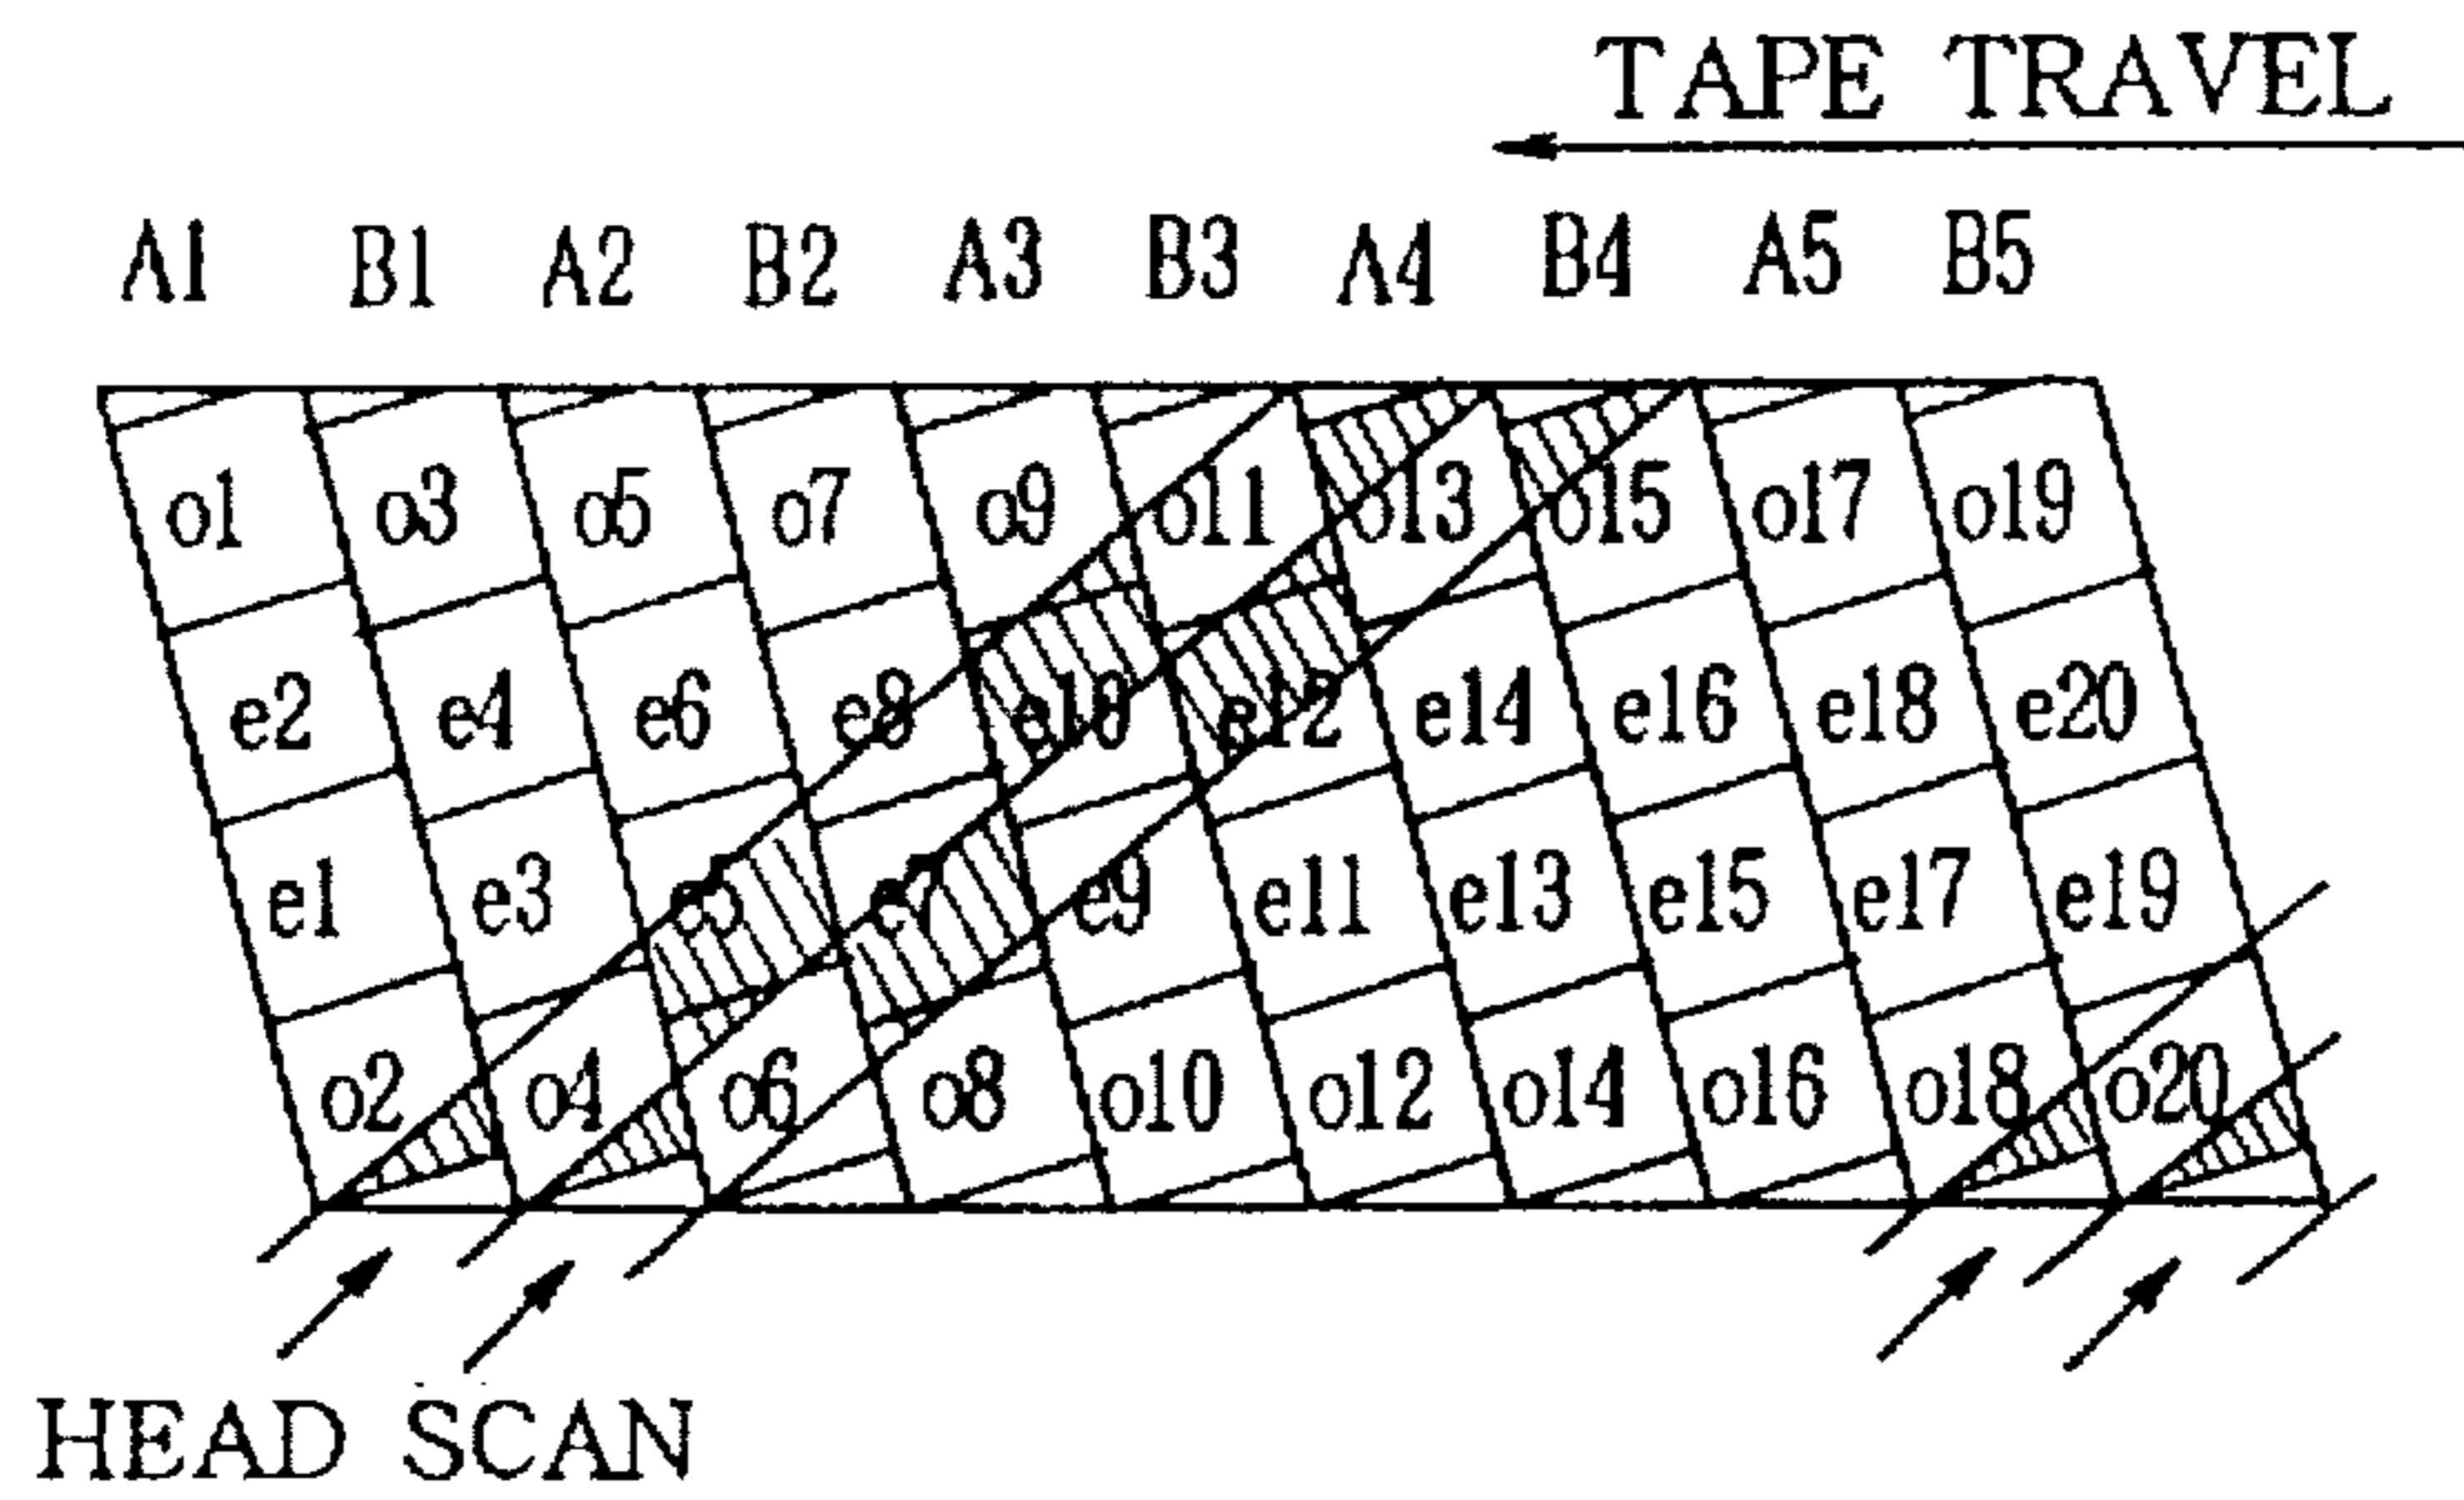 TAPE TRAVEL
A1 B1 A2 B2 A3 B3 A4 B4 A5 B5
o1 o3 o5 o7 o9 o11 o13 o15 o17 o19
e2 e4 e6 e8 e10 e12 e14 e16 e18 e20
e1 e3 e5 e7 e9 e11 e13 e15 e17 e19
o2 o4 o6 o8 o10 o12 o14 o16 o18 o20
HEAD SCAN